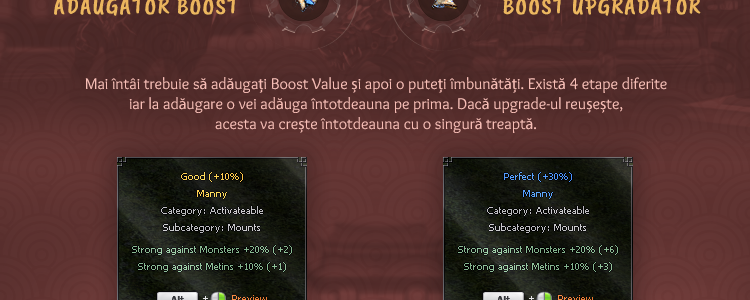 ADAUGATOR BOOST
BOOST UPGRADATOR
Mai întâi trebuie să adăugați Boost Value și apoi o puteți îmbunătăți. Există 4 etape diferite
iar la adăugare o vei adăuga întotdeauna pe prima. Dacă upgrade-ul reușește,
acesta va crește întotdeauna cu o singură treaptă.
Good (+10%)
Manny
Category: Activateable
Subcategory: Mounts
Strong against Monsters +20% (+2)
Strong against Metins +10% (+1)
Alt + Preview
Perfect (+30%)
Manny
Category: Activateable
Subcategory: Mounts
Strong against Monsters +20% (+6)
Strong against Metins +10% (+3)
Alt + Preview